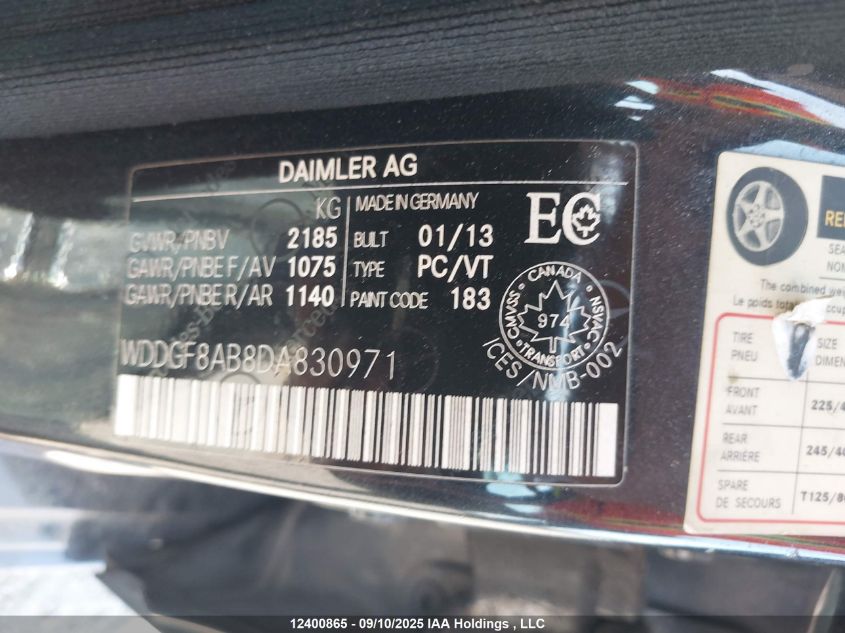 DAIMLER AG
KG MADE IN GERMANY
GVWR/PNBV 2185 BUILT 01/13
GAWR/PNBE F/AV 1075 TYPE PC/VT
GAWR/PNBE R/AR 1140 PAINT CODE 183
EC
CANADA
CMVSS 974 NSVAC
TRANSPORT
ICES/NMB-002
WDDGF8AB8DA830971
SEA
NOM
The combined
Le poids total
TIRE SIZE
PNEU DIMEN
FRONT
AVANT 225/4
REAR
ARRIÈRE 245/40
SPARE
DE SECOURS T125/8
12400865 - 09/10/2025 IAA Holdings , LLC